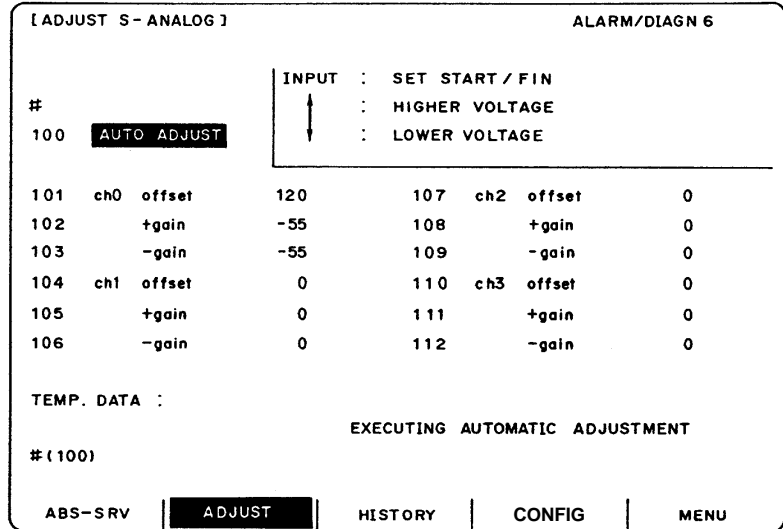 [ADJUST S-ANALOG] ALARM/DIAGN 6
INPUT : SET START/FIN
# : HIGHER VOLTAGE
100 AUTO ADJUST : LOWER VOLTAGE
101 ch0 offset 120 107 ch2 offset 0
102 +gain -55 108 +gain 0
103 -gain -55 109 -gain 0
104 ch1 offset 0 110 ch3 offset 0
105 +gain 0 111 +gain 0
106 -gain 0 112 -gain 0
TEMP. DATA :
EXECUTING AUTOMATIC ADJUSTMENT
#(100)
ABS-SRV ADJUST HISTORY CONFIG MENU